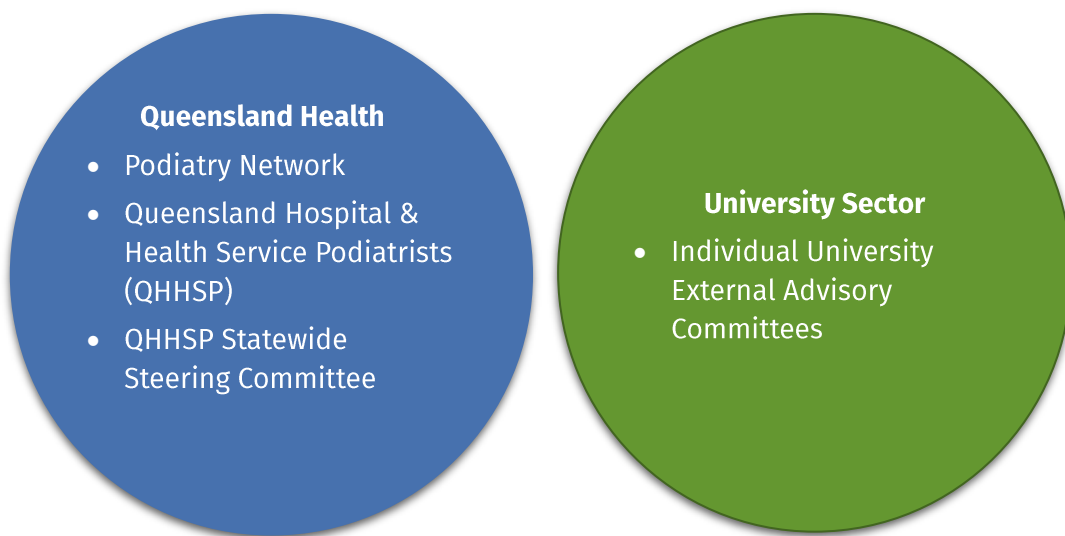 Queensland Health
• Podiatry Network
• Queensland Hospital &
Health Service Podiatrists
(QHHSP)
• QHHSP Statewide
Steering Committee
University Sector
• Individual University
External Advisory
Committees